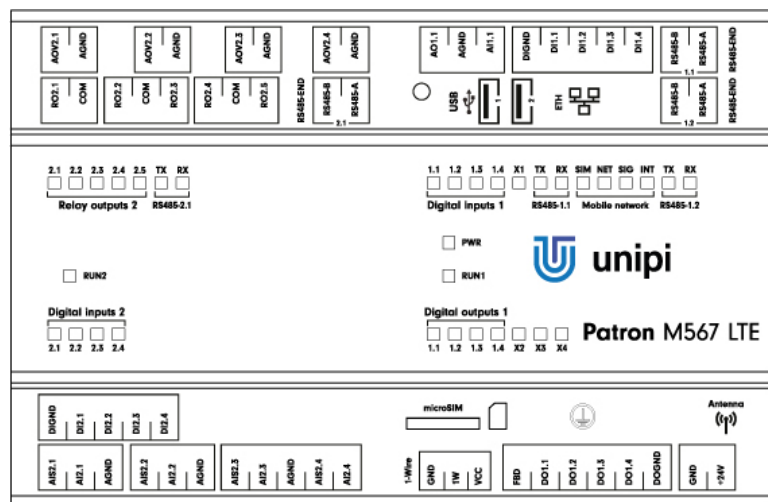 AOV2.1 AGND AOV2.2 AGND AOV2.3 AGND AOV2.4 AGND AO1.1 AGND AI1.1 DIGND DI1.1 DI1.2 DI1.3 DI1.4 RS485-B RS485-A RS485-END
1.1
RO2.1 COM RO2.2 COM RO2.3 RO2.4 COM RO2.5 RS485-END RS485-B RS485-A USB 1 2 ETH RS485-B RS485-A RS485-END
2.1 1.2
2.1 2.2 2.3 2.4 2.5 TX RX 1.1 1.2 1.3 1.4 X1 TX RX SIM NET SIG INT TX RX
Relay outputs 2 RS485-2.1 Digital inputs 1 RS485-1.1 Mobile network RS485-1.2
PWR
unipi
RUN2 RUN1
Digital inputs 2 Digital outputs 1
Patron M567 LTE
2.1 2.2 2.3 2.4 1.1 1.2 1.3 1.4 X2 X3 X4
DIGND DI2.1 DI2.2 DI2.3 DI2.4 microSIM Antenna
AIS2.1 AI2.1 AGND AIS2.2 AI2.2 AGND AIS2.3 AI2.3 AGND AIS2.4 AI2.4 1-Wire GND 1W VCC FBD DO1.1 DO1.2 DO1.3 DO1.4 DOGND GND +24V